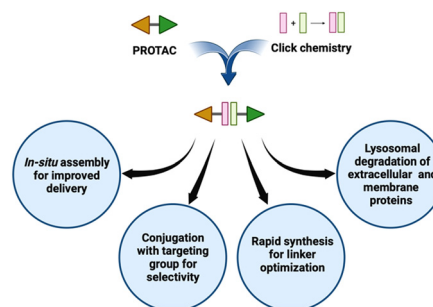 PROTAC
+
Click chemistry
In-situ assembly
for improved
delivery
Conjugation
with targeting
group for
selectivity
Rapid synthesis
for linker
optimization
Lysosomal
degradation of
extracellular and
membrane
proteins